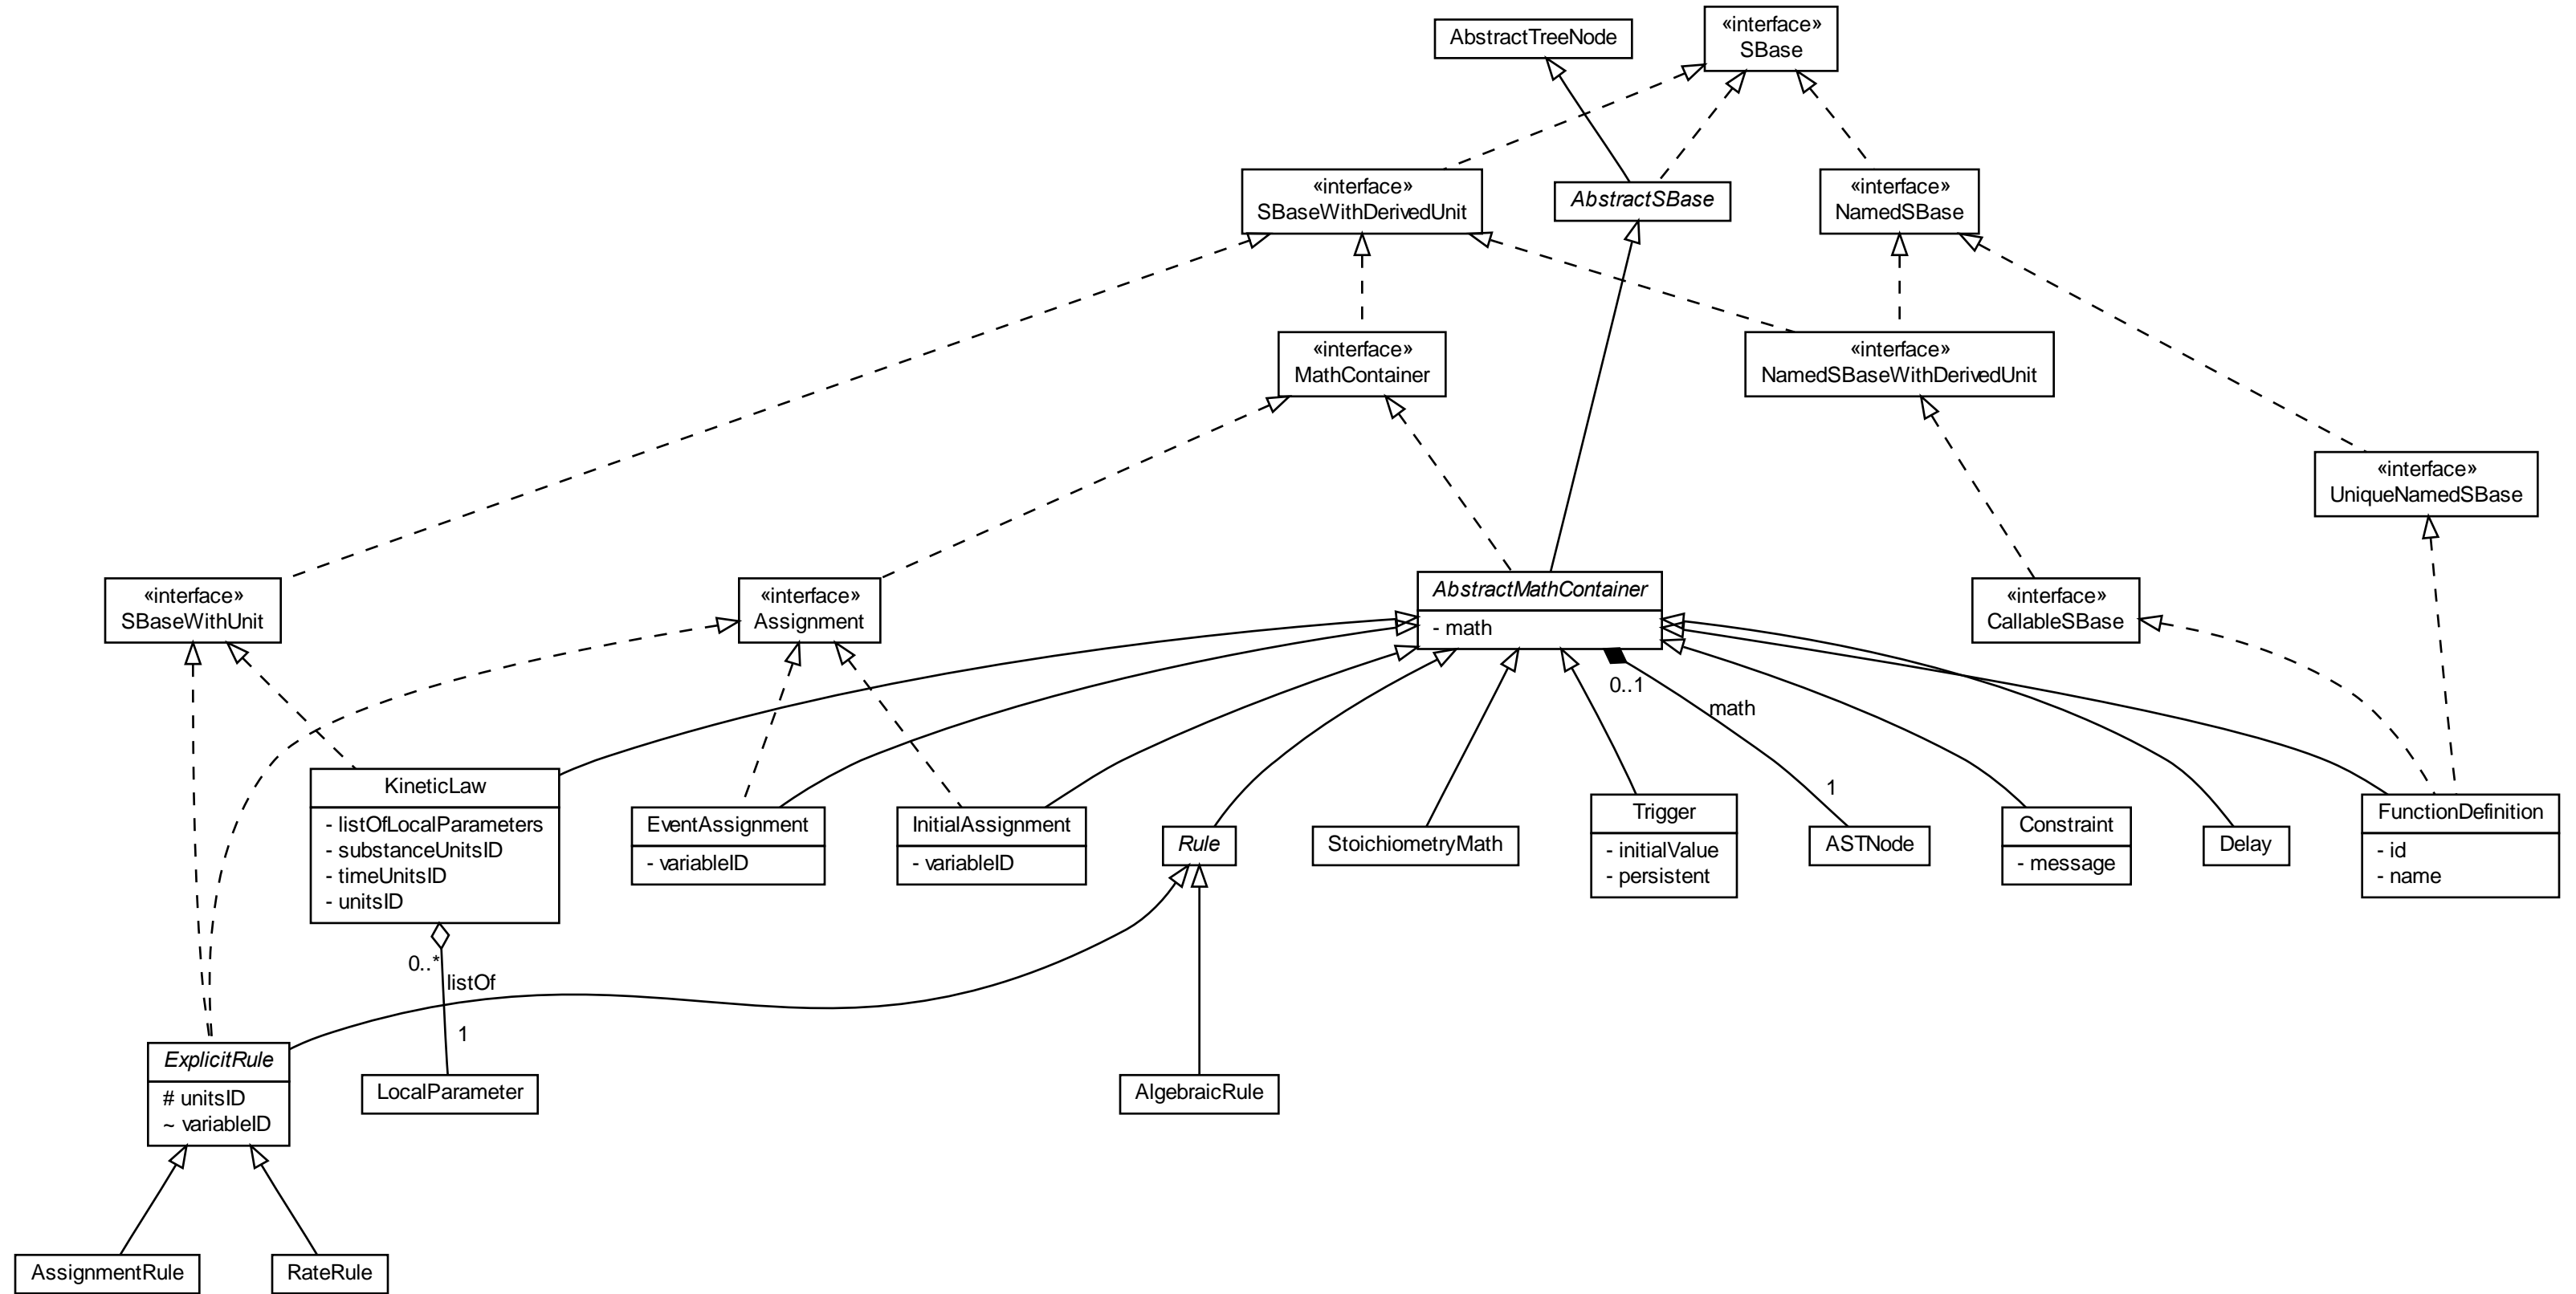 AbstractTreeNode
«interface»
SBase
«interface»
SBaseWithDerivedUnit
AbstractSBase
«interface»
NamedSBase
«interface»
MathContainer
«interface»
NamedSBaseWithDerivedUnit
«interface»
UniqueNamedSBase
«interface»
SBaseWithUnit
«interface»
Assignment
AbstractMathContainer
- math
«interface»
CallableSBase
0..1
math
1
KineticLaw
- listOfLocalParameters
- substanceUnitsID
- timeUnitsID
- unitsID
EventAssignment
- variableID
InitialAssignment
- variableID
Rule
StoichiometryMath
Trigger
- initialValue
- persistent
ASTNode
Constraint
- message
Delay
FunctionDefinition
- id
- name
0..*
listOf
1
ExplicitRule
# unitsID
~ variableID
LocalParameter
AlgebraicRule
AssignmentRule
RateRule